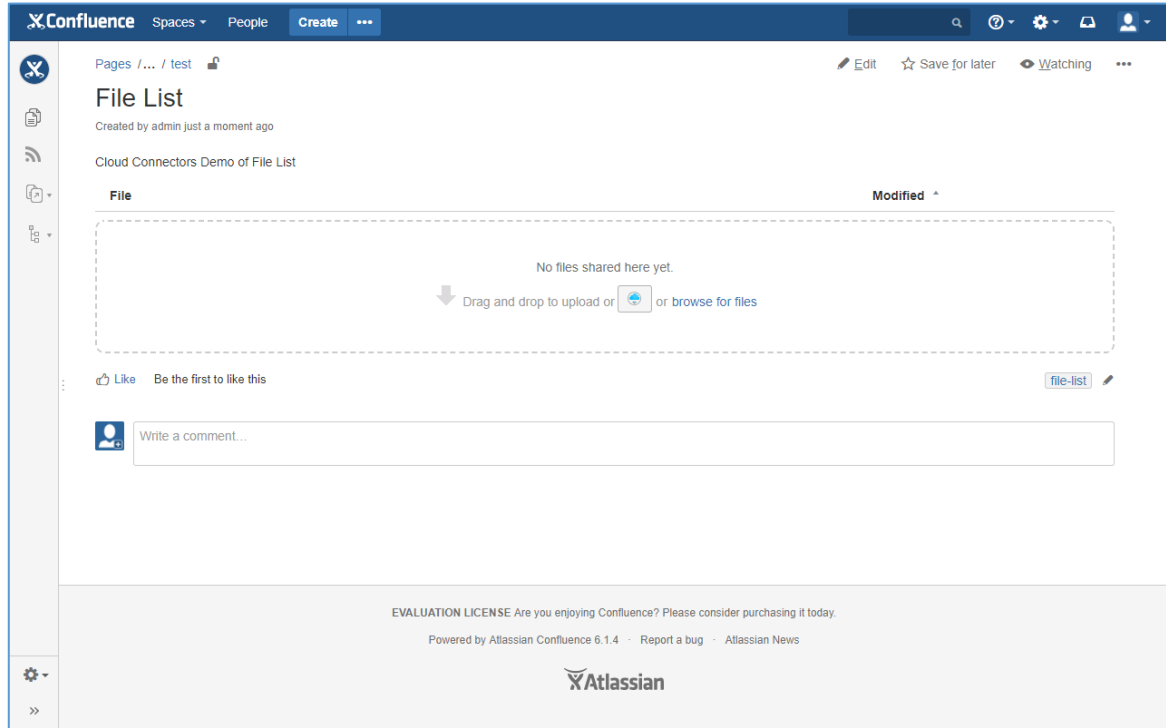 Confluence Spaces People Create
Pages /... / test Edit Save for later Watching
File List
Created by admin just a moment ago
Cloud Connectors Demo of File List
File Modified
No files shared here yet.
Drag and drop to upload or or browse for files
Like Be the first to like this file-list
Write a comment...
EVALUATION LICENSE Are you enjoying Confluence? Please consider purchasing it today.
Powered by Atlassian Confluence 6.1.4 · Report a bug · Atlassian News
Atlassian